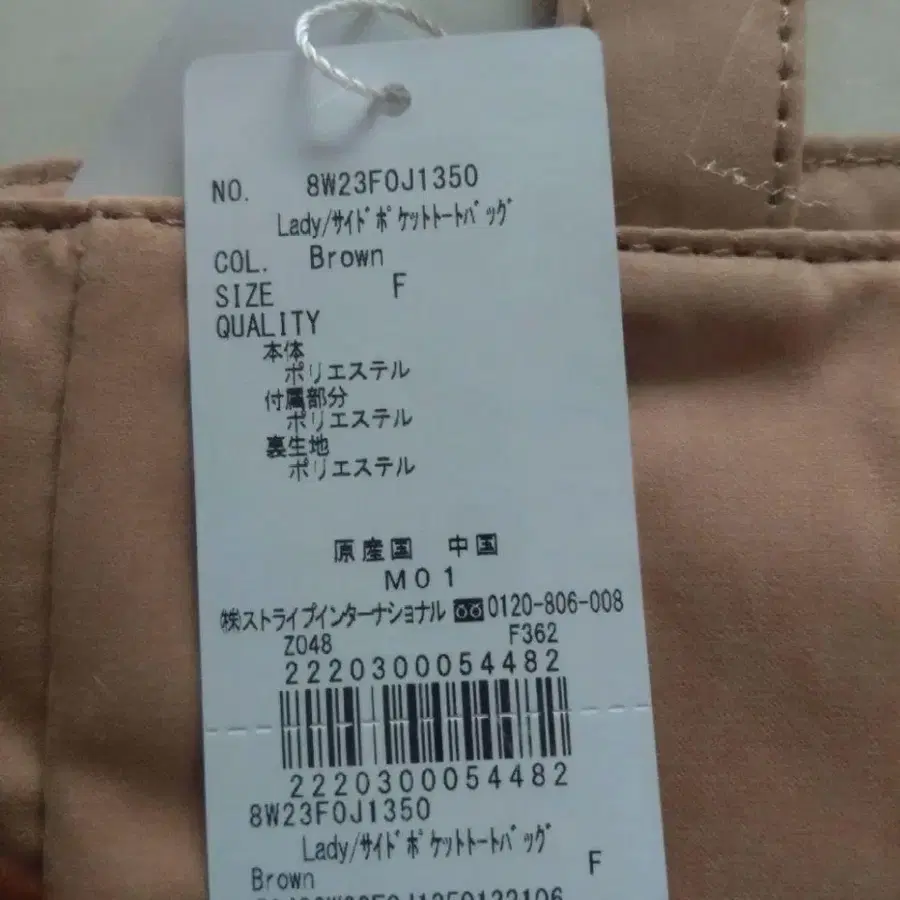 NO. 8W23F0J1350
Lady/ｻｲﾄﾞﾎﾟｹｯﾄﾄｰﾄﾊﾞｯｸﾞ
COL. Brown
SIZE F
QUALITY
本体
ポリエステル
付属部分
ポリエステル
裏生地
ポリエステル
原産国 中国
M01
㈱ストライプインターナショナル 0120-806-008
Z048 F362
2220300054482
2220300054482
8W23F0J1350
Lady/ｻｲﾄﾞﾎﾟｹｯﾄﾄｰﾄﾊﾞｯｸﾞ
Brown F